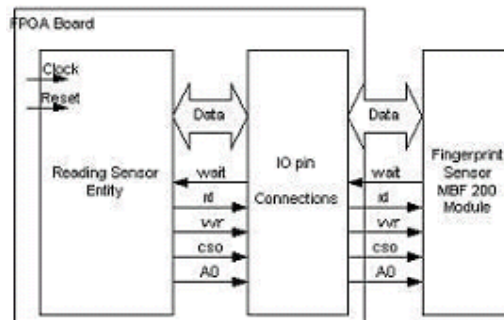 FPGA Board
Clock
Reset
Data
Data
wait
wait
Reading Sensor
Entity
IO pin
Connections
Fingerprint
Sensor
MBF 200
Module
rd
rd
wr
wr
cso
cso
A0
A0